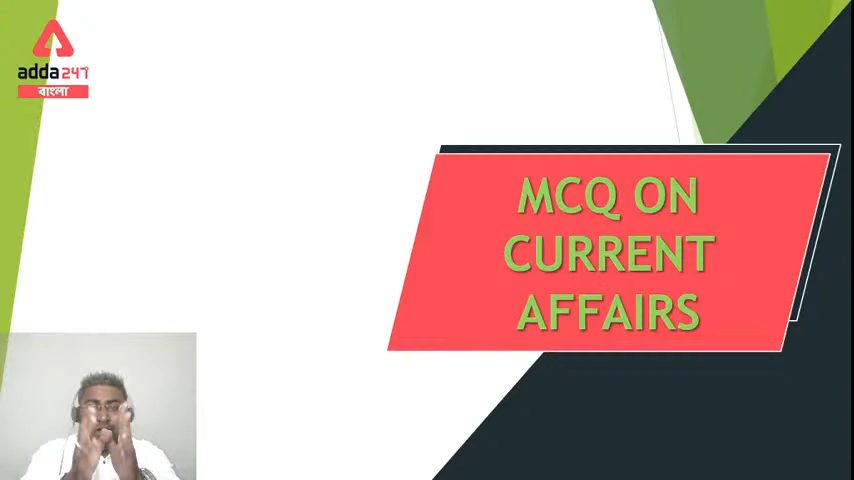 adda247
বাংলা
MCQ ON
CURRENT
AFFAIRS